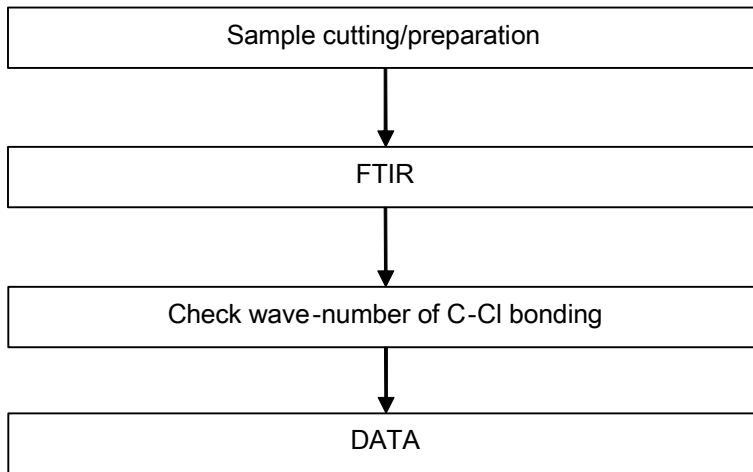 Sample cutting/preparation
FTIR
Check wave-number of C-Cl bonding
DATA